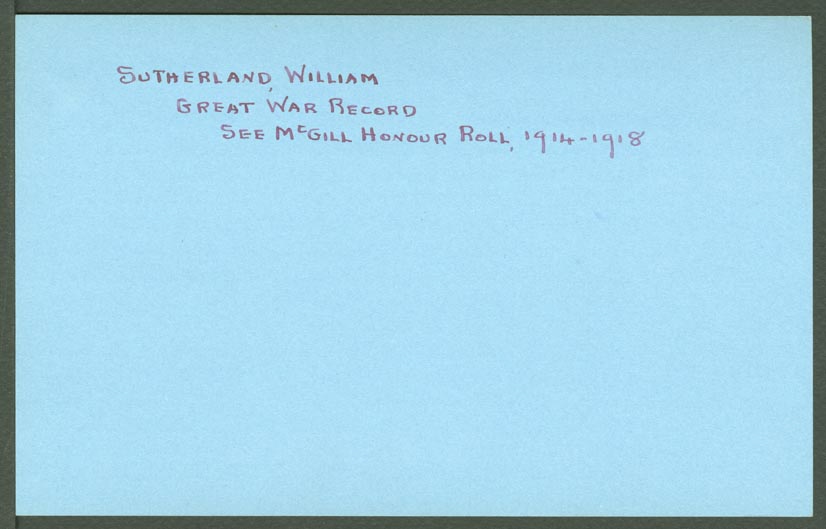 SUTHERLAND, WILLIAM
GREAT WAR RECORD
SEE McGILL HONOUR ROLL, 1914-1918